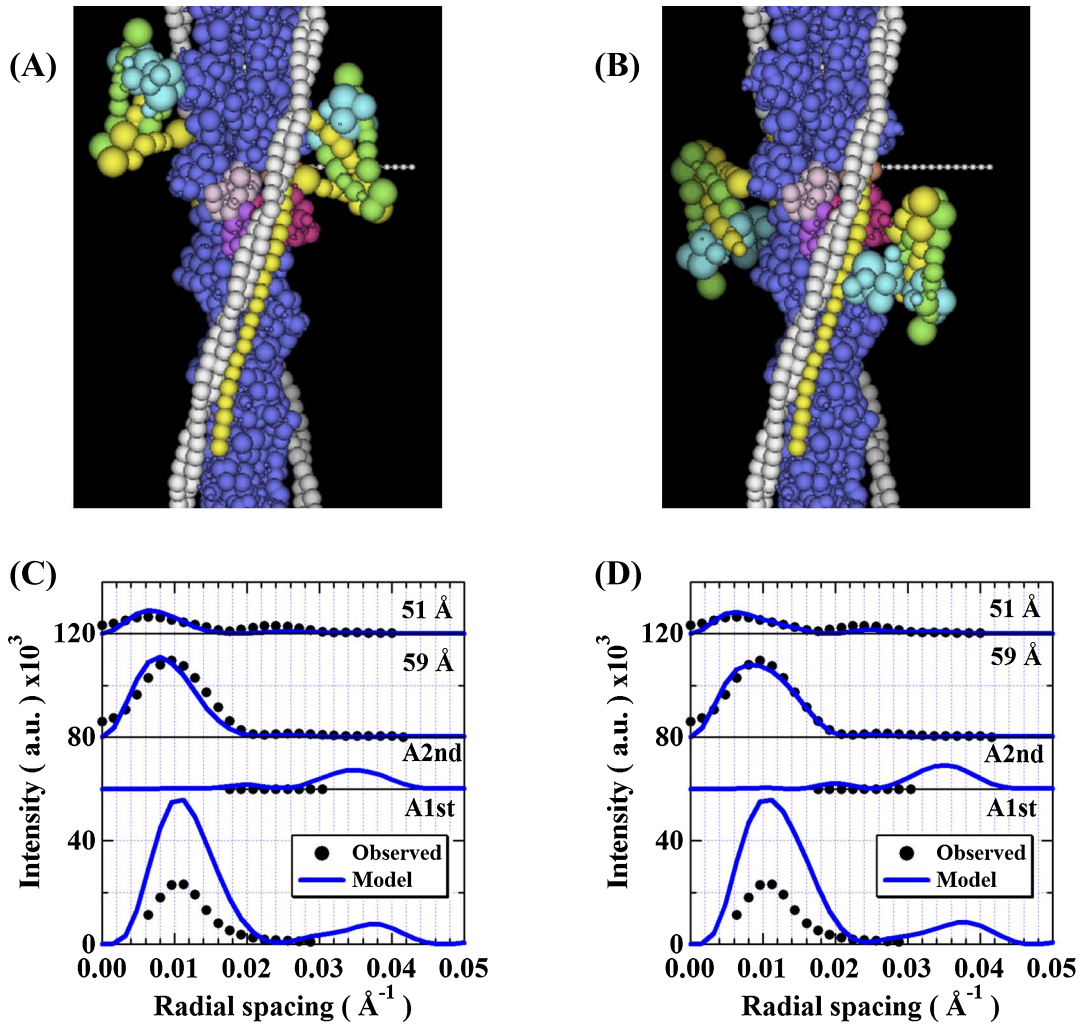 (A)
(B)
(C)
51 Å
120
59 Å
80
A2nd
A1st
40
Observed
Model
0
0.00 0.01 0.02 0.03 0.04 0.05
Radial spacing ( Å⁻¹ )
Intensity ( a.u. ) x10³
(D)
51 Å
120
59 Å
80
A2nd
A1st
40
Observed
Model
0
0.00 0.01 0.02 0.03 0.04 0.05
Radial spacing ( Å⁻¹ )
Intensity ( a.u. ) x10³